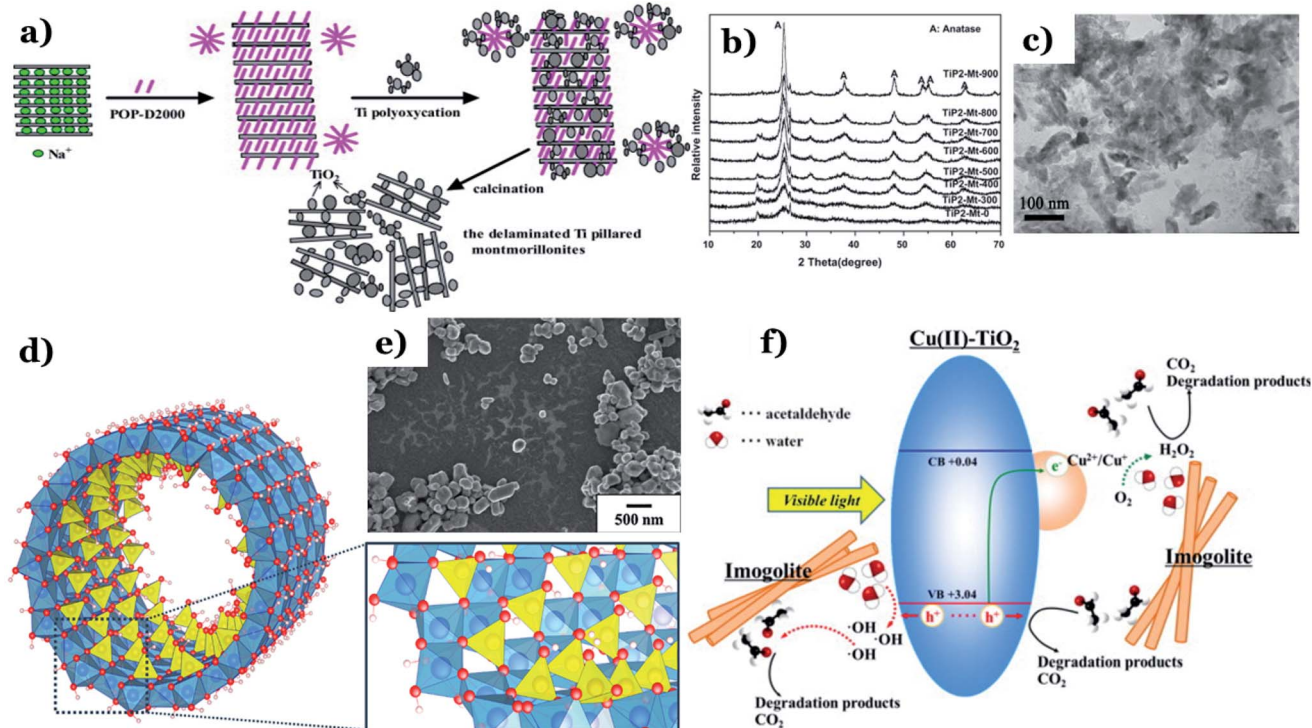 a)
Na⁺
POP-D2000
Ti polyoxycation
calcination
TiO₂
the delaminated Ti pillared
montmorillonites
b)
A
A: Anatase
TiP2-Mt-900
A
A
A A
A
TiP2-Mt-800
TiP2-Mt-700
TiP2-Mt-600
TiP2-Mt-500
TiP2-Mt-400
TiP2-Mt-300
TiP2-Mt-0
Relative intensity
10 20 30 40 50 60 70
2 Theta(degree)
c)
100 nm
d)
e)
500 nm
f)
Cu(II)-TiO₂
acetaldehyde
water
Visible light
CB +0.04
VB +3.04
e⁻
Cu²⁺/Cu⁺
CO₂
Degradation products
H₂O₂
O₂
Imogolite
Imogolite
h⁺
h⁺
·OH
·OH
·OH
Degradation products
CO₂
Degradation products
CO₂